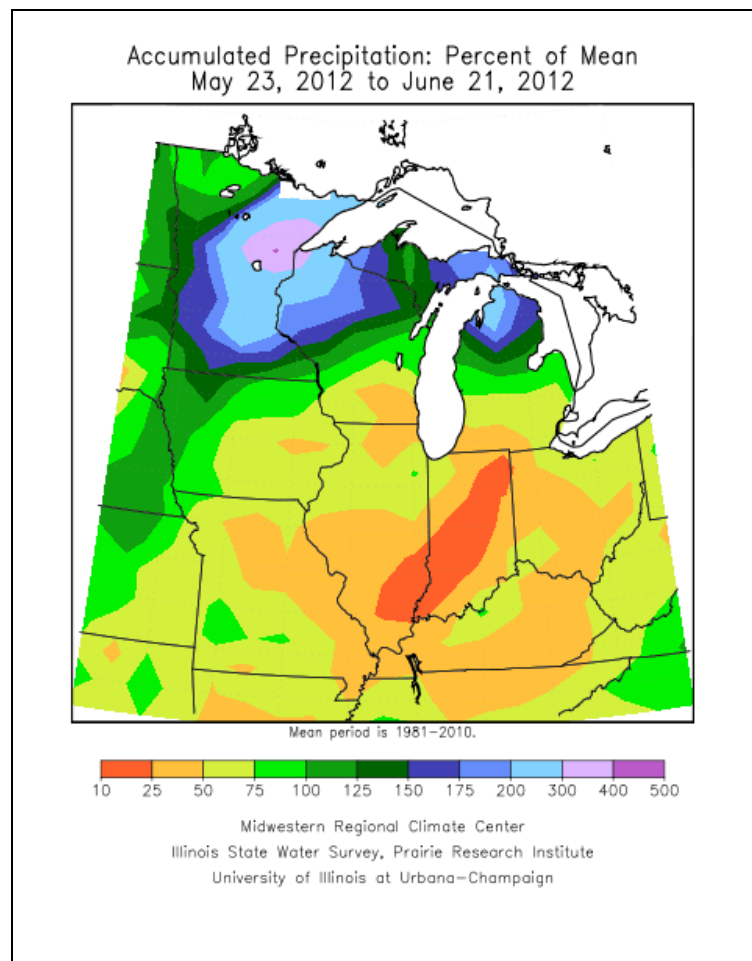 Accumulated Precipitation: Percent of Mean
May 23, 2012 to June 21, 2012
Mean period is 1981-2010.
10 25 50 75 100 125 150 175 200 300 400 500
Midwestern Regional Climate Center
Illinois State Water Survey, Prairie Research Institute
University of Illinois at Urbana-Champaign